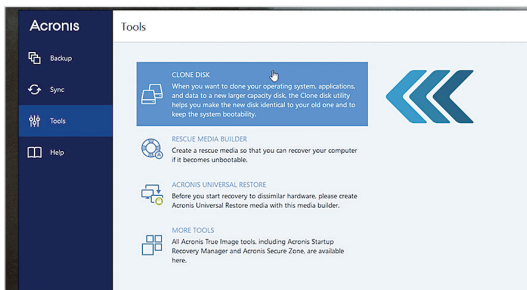 Acronis
Tools
Backup
Sync
Tools
Help
CLONE DISK
When you want to clone your operating system, applications,
and data to a new larger capacity disk, the Clone disk utility
helps you make the new disk identical to your old one and to
keep the system bootability.
RESCUE MEDIA BUILDER
Create a rescue media so that you can recover your computer
if it becomes unbootable.
ACRONIS UNIVERSAL RESTORE
Before you start recovery to dissimilar hardware, please create
Acronis Universal Restore media with this media builder.
MORE TOOLS
All Acronis True Image tools, including Acronis Startup
Recovery Manager and Acronis Secure Zone, are available
here.